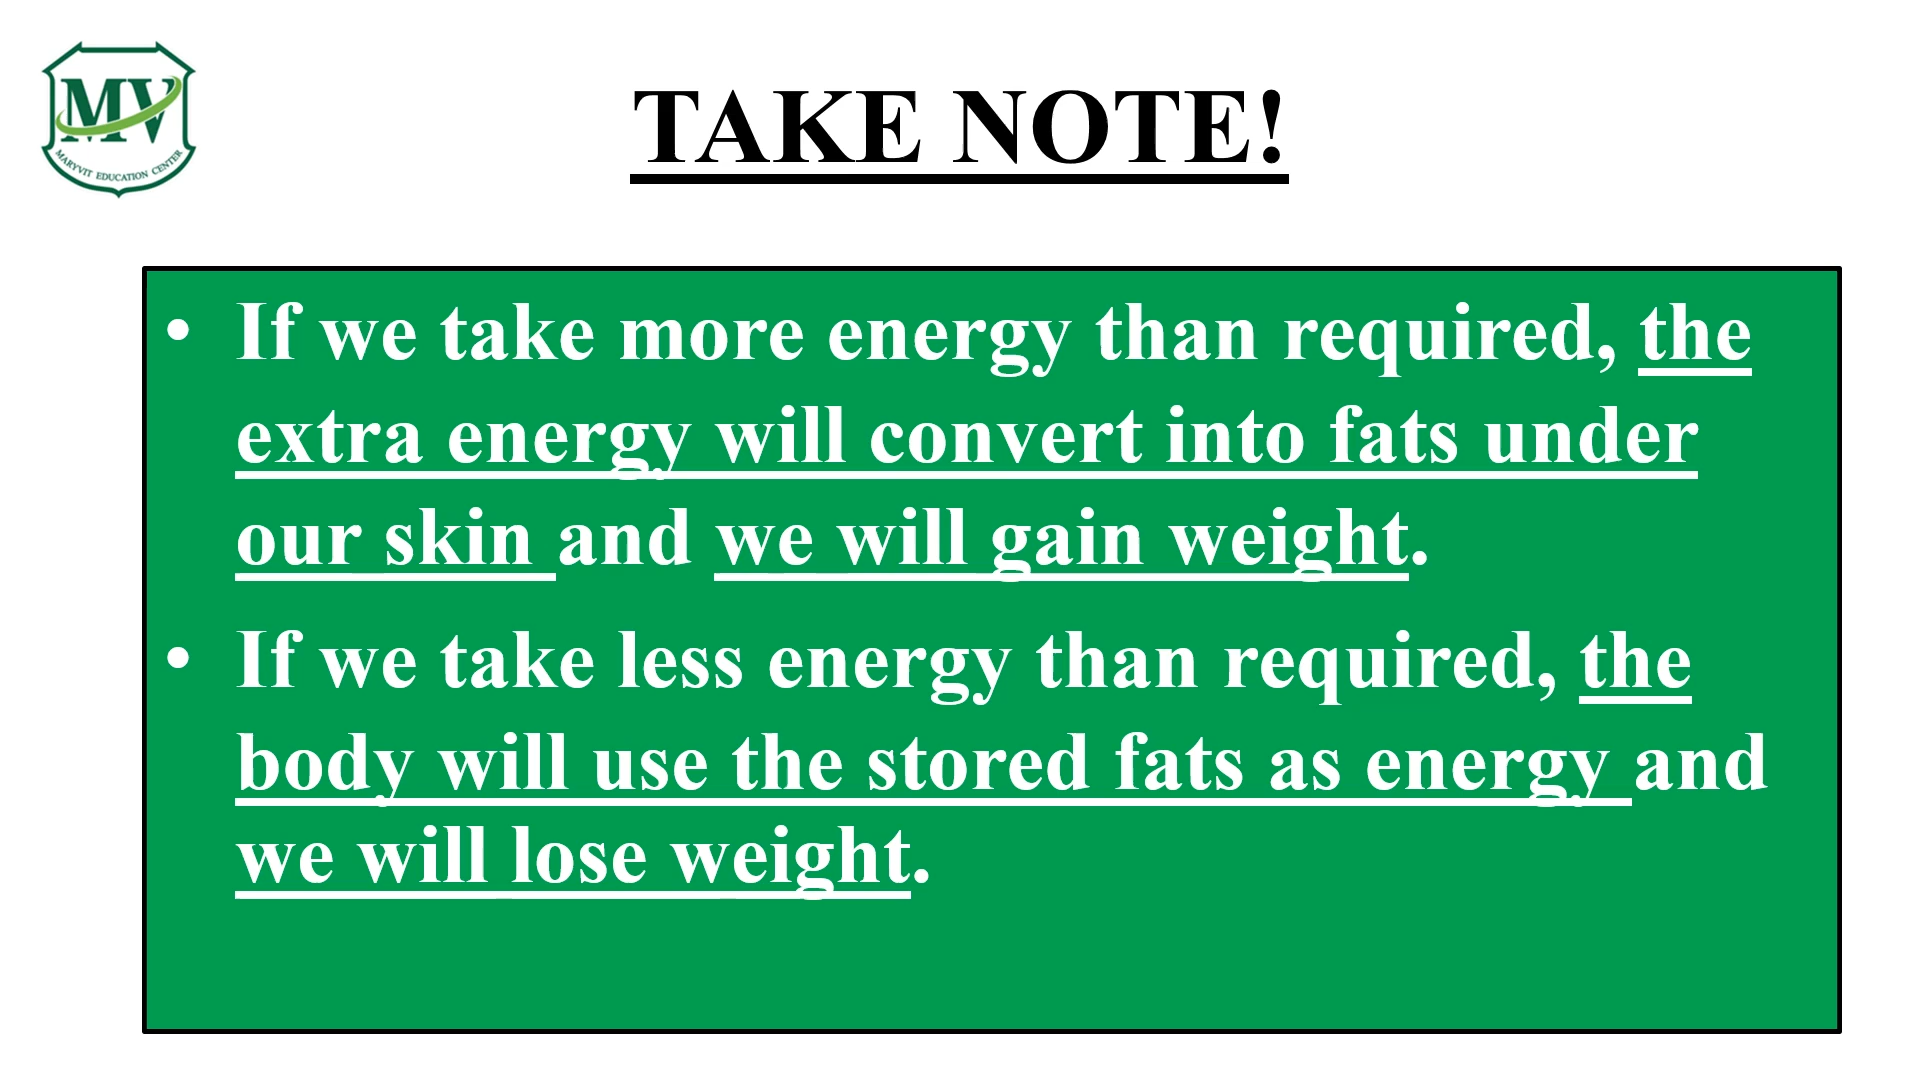 MV
MARYVIT EDUCATION CENTER
TAKE NOTE!
• If we take more energy than required, the
extra energy will convert into fats under
our skin and we will gain weight.
• If we take less energy than required, the
body will use the stored fats as energy and
we will lose weight.